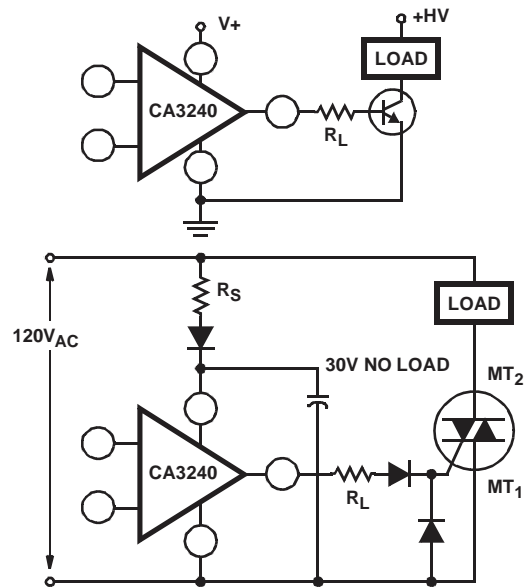 V+
+HV
LOAD
CA3240
RL
RS
LOAD
120VAC
30V NO LOAD
MT2
CA3240
RL
MT1